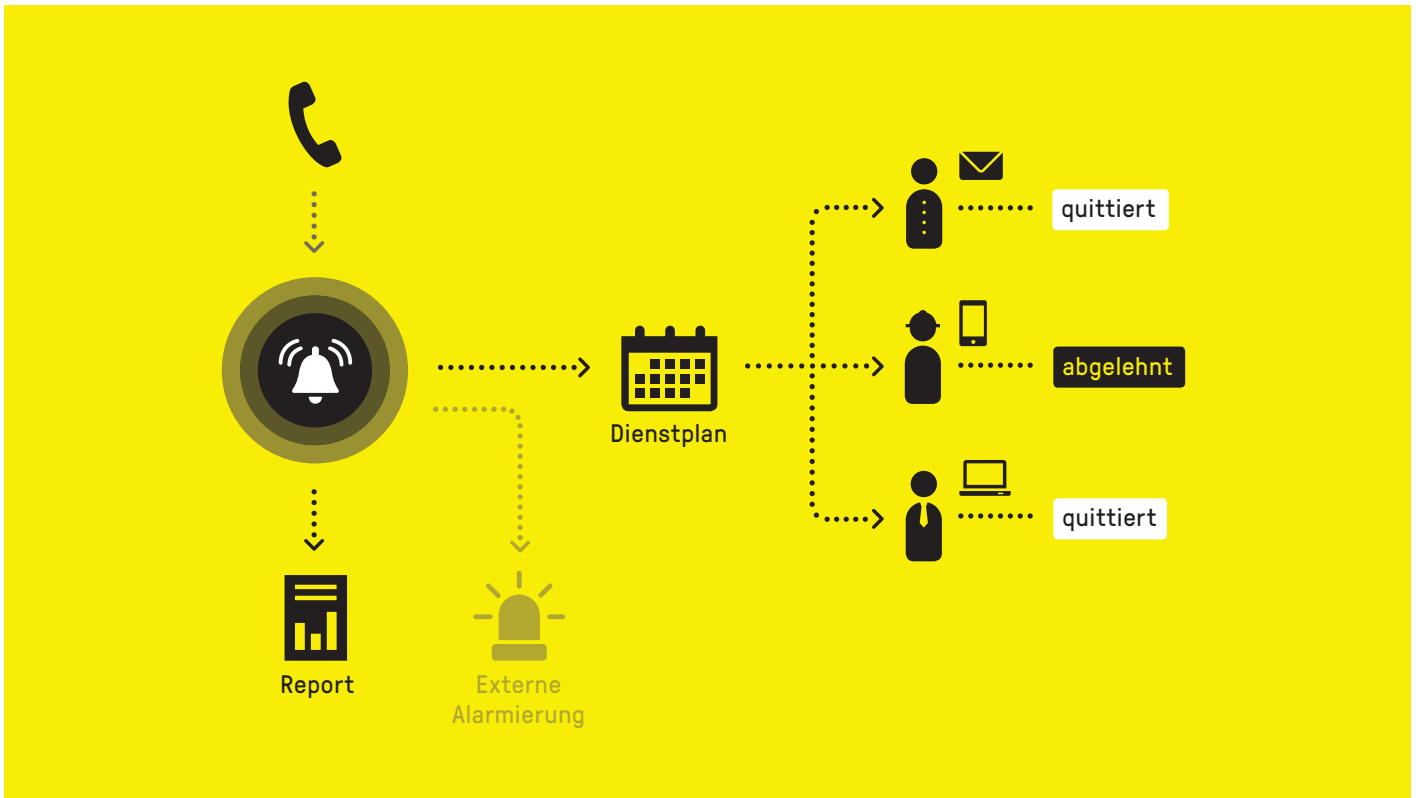 quittiert
abgelehnt
Dienstplan
quittiert
Report
Externe
Alarmierung